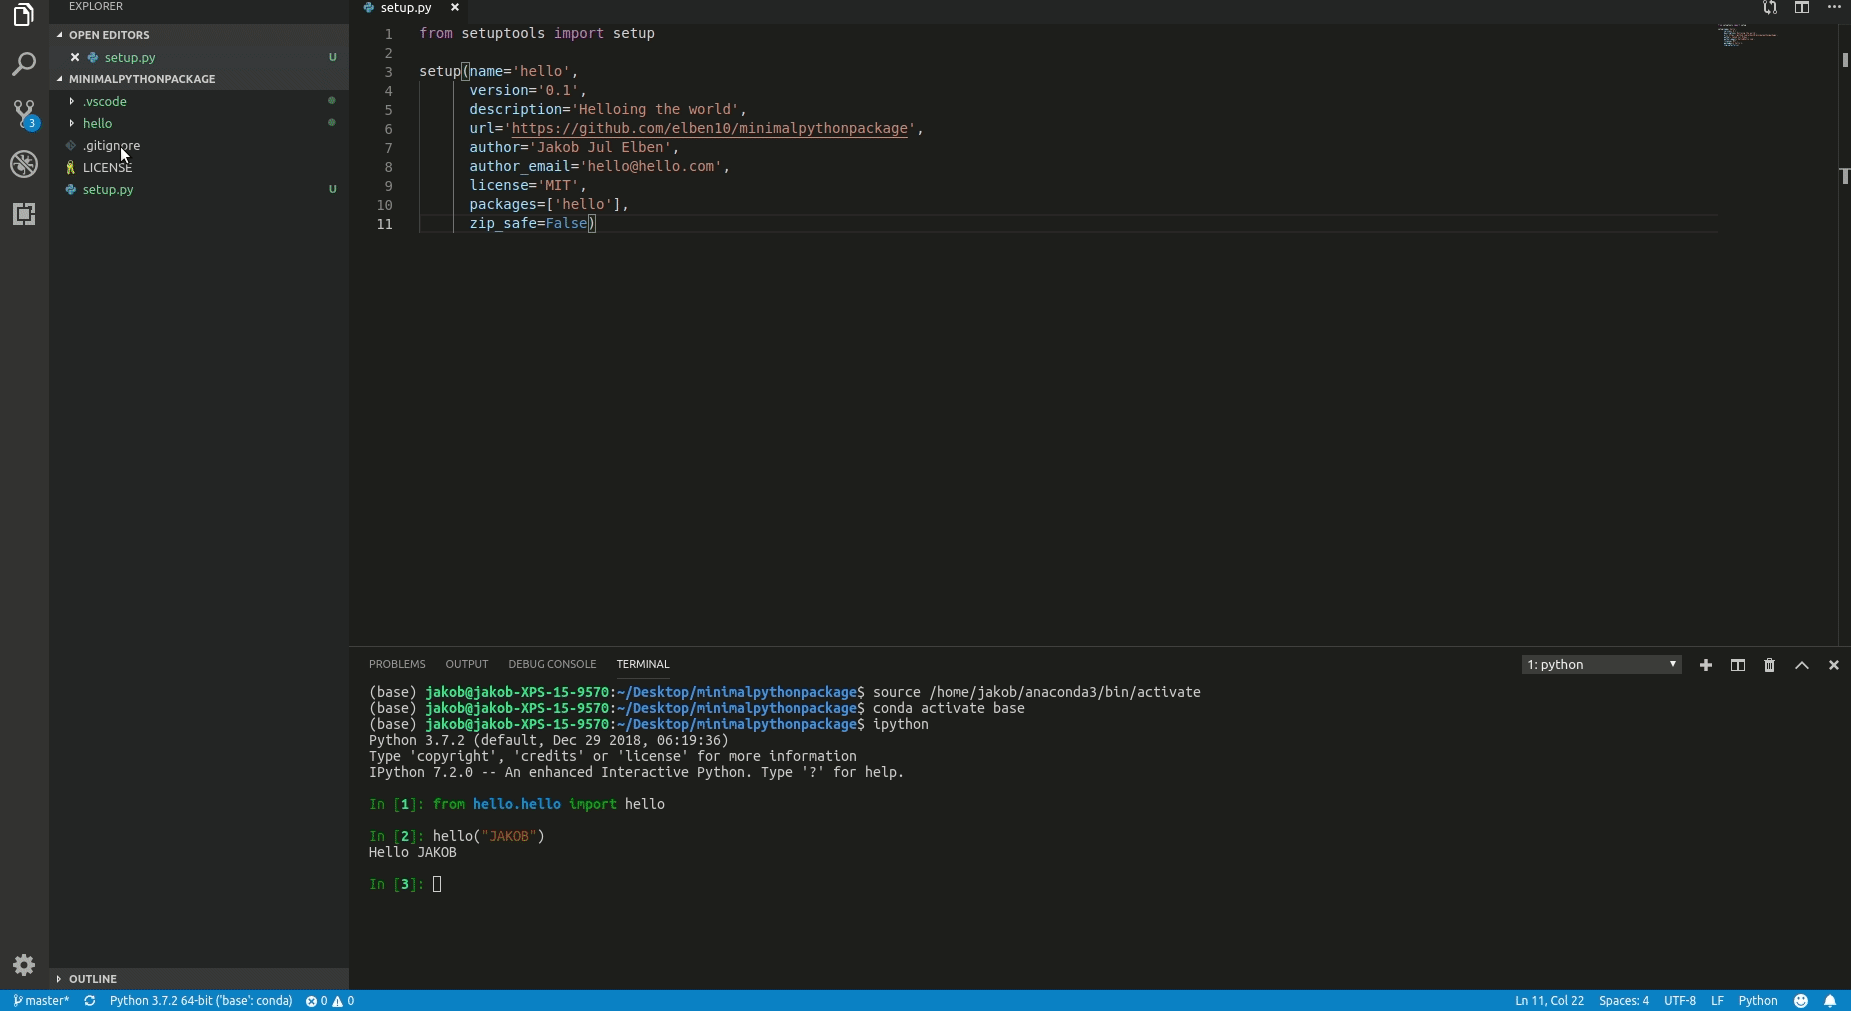 EXPLORER
OPEN EDITORS
setup.py U
MINIMALPYTHONPACKAGE
.vscode
hello
.gitignore
LICENSE
setup.py U
3
setup.py
1 from setuptools import setup
2
3 setup(name='hello',
4 version='0.1',
5 description='Helloing the world',
6 url='https://github.com/elben10/minimalpythonpackage',
7 author='Jakob Jul Elben',
8 author_email='hello@hello.com',
9 license='MIT',
10 packages=['hello'],
11 zip_safe=False)
PROBLEMS OUTPUT DEBUG CONSOLE TERMINAL 1: python
(base) jakob@jakob-XPS-15-9570:~/Desktop/minimalpythonpackage$ source /home/jakob/anaconda3/bin/activate
(base) jakob@jakob-XPS-15-9570:~/Desktop/minimalpythonpackage$ conda activate base
(base) jakob@jakob-XPS-15-9570:~/Desktop/minimalpythonpackage$ ipython
Python 3.7.2 (default, Dec 29 2018, 06:19:36)
Type 'copyright', 'credits' or 'license' for more information
IPython 7.2.0 -- An enhanced Interactive Python. Type '?' for help.
In [1]: from hello.hello import hello
In [2]: hello("JAKOB")
Hello JAKOB
In [3]:
OUTLINE
master* Python 3.7.2 64-bit ('base': conda) 0 0 Ln 11, Col 22 Spaces: 4 UTF-8 LF Python